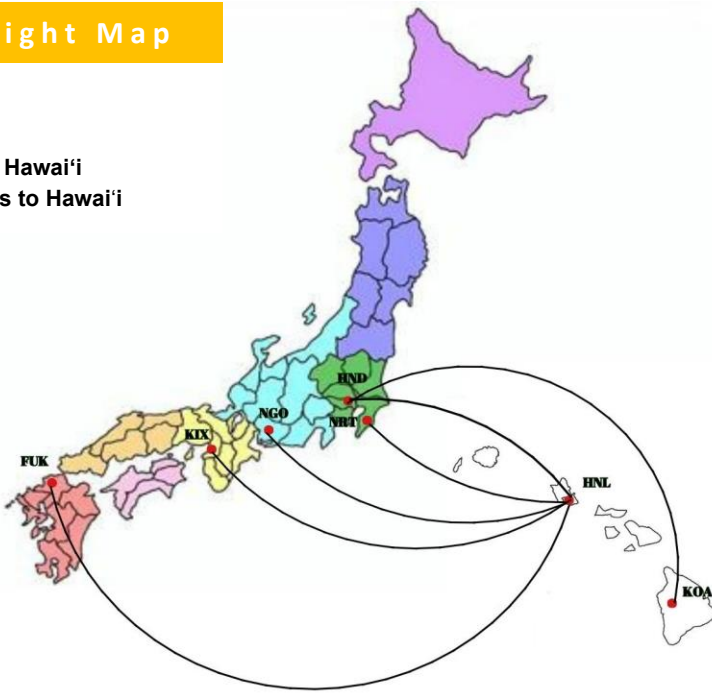 ight Map
Hawai‘i
s to Hawai‘i
HND
NGO
NRT
KIX
FUK
HNL
KOA